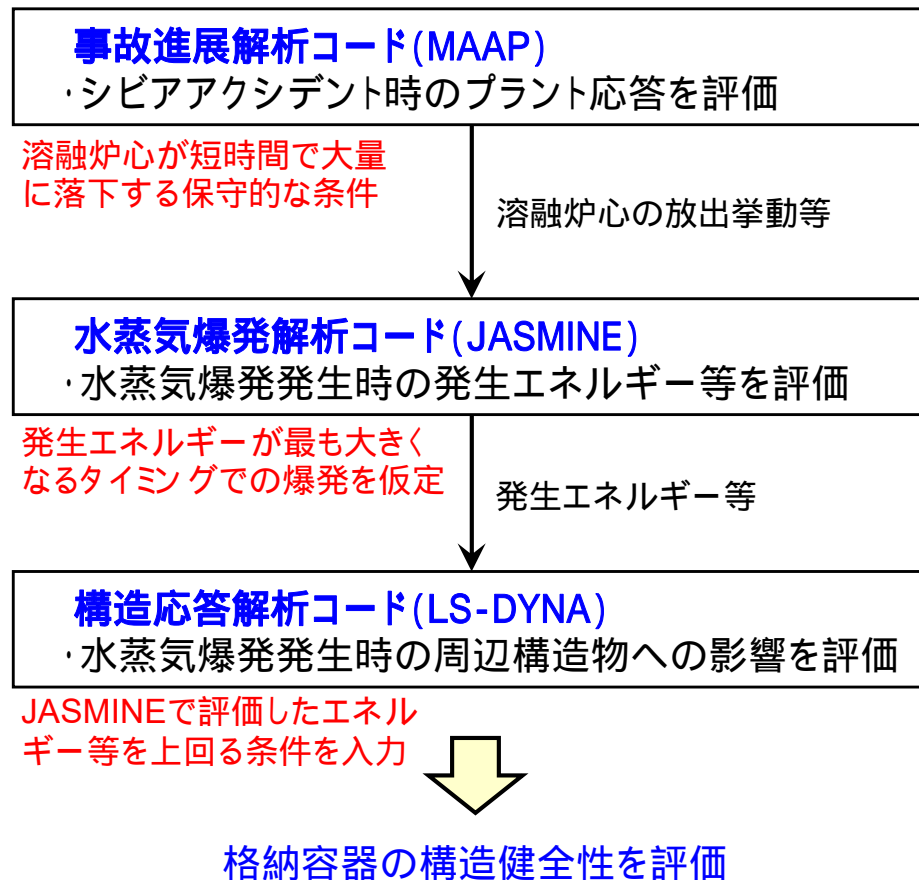 事故進展解析コード(MAAP)
・シビアアクシデント時のプラント応答を評価
溶融炉心が短時間で大量
に落下する保守的な条件
溶融炉心の放出挙動等
水蒸気爆発解析コード(JASMINE)
・水蒸気爆発発生時の発生エネルギー等を評価
発生エネルギーが最も大きく
なるタイミングでの爆発を仮定
発生エネルギー等
構造応答解析コード(LS-DYNA)
・水蒸気爆発発生時の周辺構造物への影響を評価
JASMINEで評価したエネル
ギー等を上回る条件を入力
格納容器の構造健全性を評価